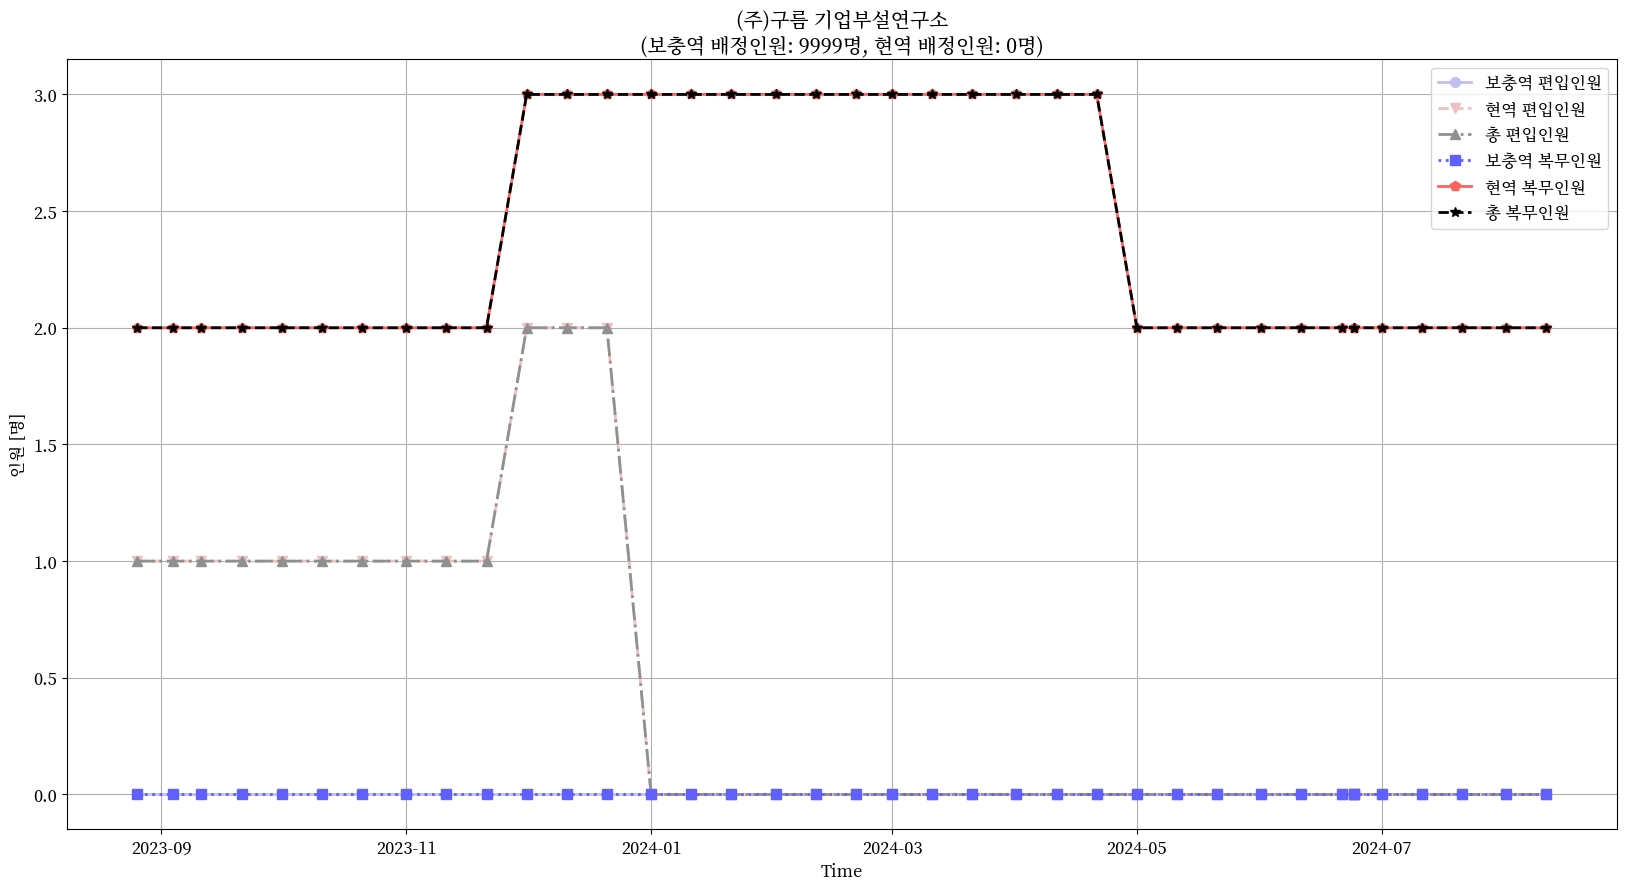 (주)구름 기업부설연구소
(보충역 배정인원: 9999명, 현역 배정인원: 0명)
보충역 편입인원
현역 편입인원
총 편입인원
보충역 복무인원
현역 복무인원
총 복무인원
인원 [명]
3.0
2.5
2.0
1.5
1.0
0.5
0.0
2023-09
2023-11
2024-01
2024-03
2024-05
2024-07
Time